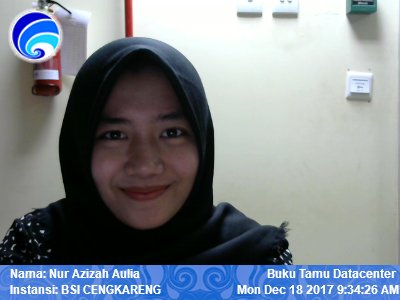 Nama: Nur Azizah Aulia
Buku Tamu Datacenter
Instansi: BSI CENGKARENG
Mon Dec 18 2017 9:34:26 AM